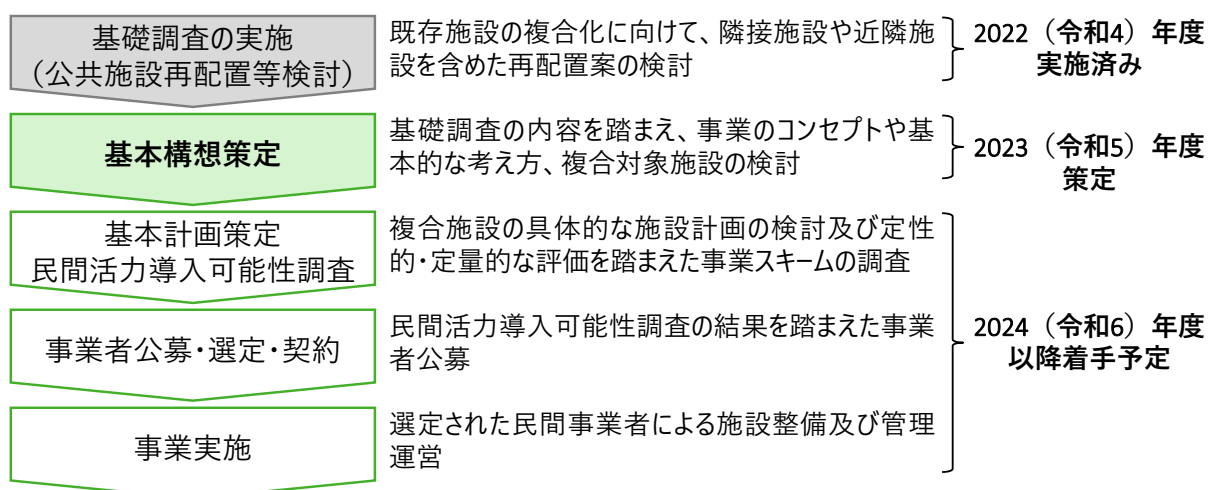 基礎調査の実施
（公共施設再配置等検討）
既存施設の複合化に向けて、隣接施設や近隣施
設を含めた再配置案の検討
2022（令和4）年度
実施済み
基本構想策定
基礎調査の内容を踏まえ、事業のコンセプトや基
本的な考え方、複合対象施設の検討
2023（令和5）年度
策定
基本計画策定
民間活力導入可能性調査
複合施設の具体的な施設計画の検討及び定性
的・定量的な評価を踏まえた事業スキームの調査
事業者公募・選定・契約
民間活力導入可能性調査の結果を踏まえた事業
者公募
2024（令和6）年度
以降着手予定
事業実施
選定された民間事業者による施設整備及び管理
運営